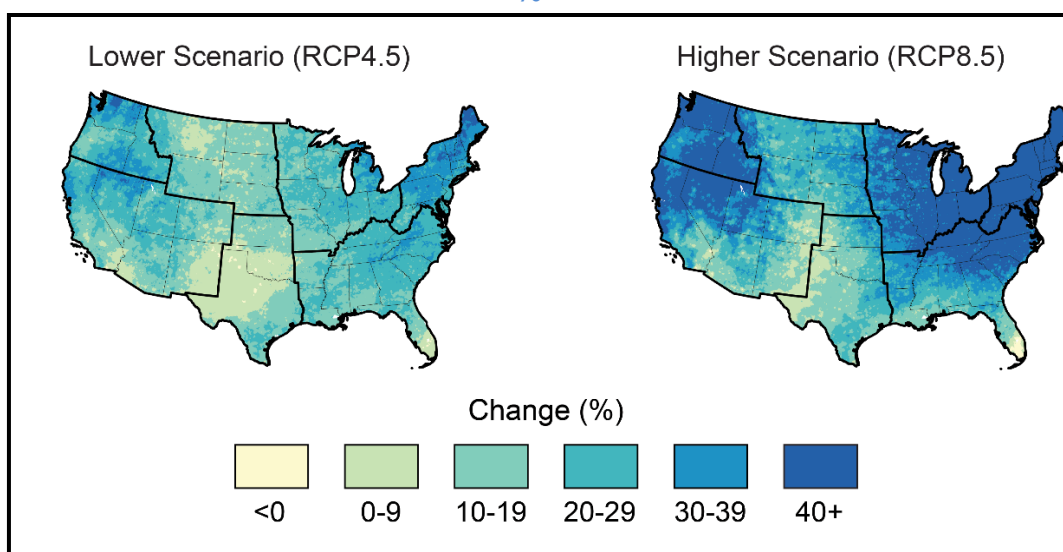 Lower Scenario (RCP4.5)
Higher Scenario (RCP8.5)
Change (%)
<0
0-9
10-19
20-29
30-39
40+